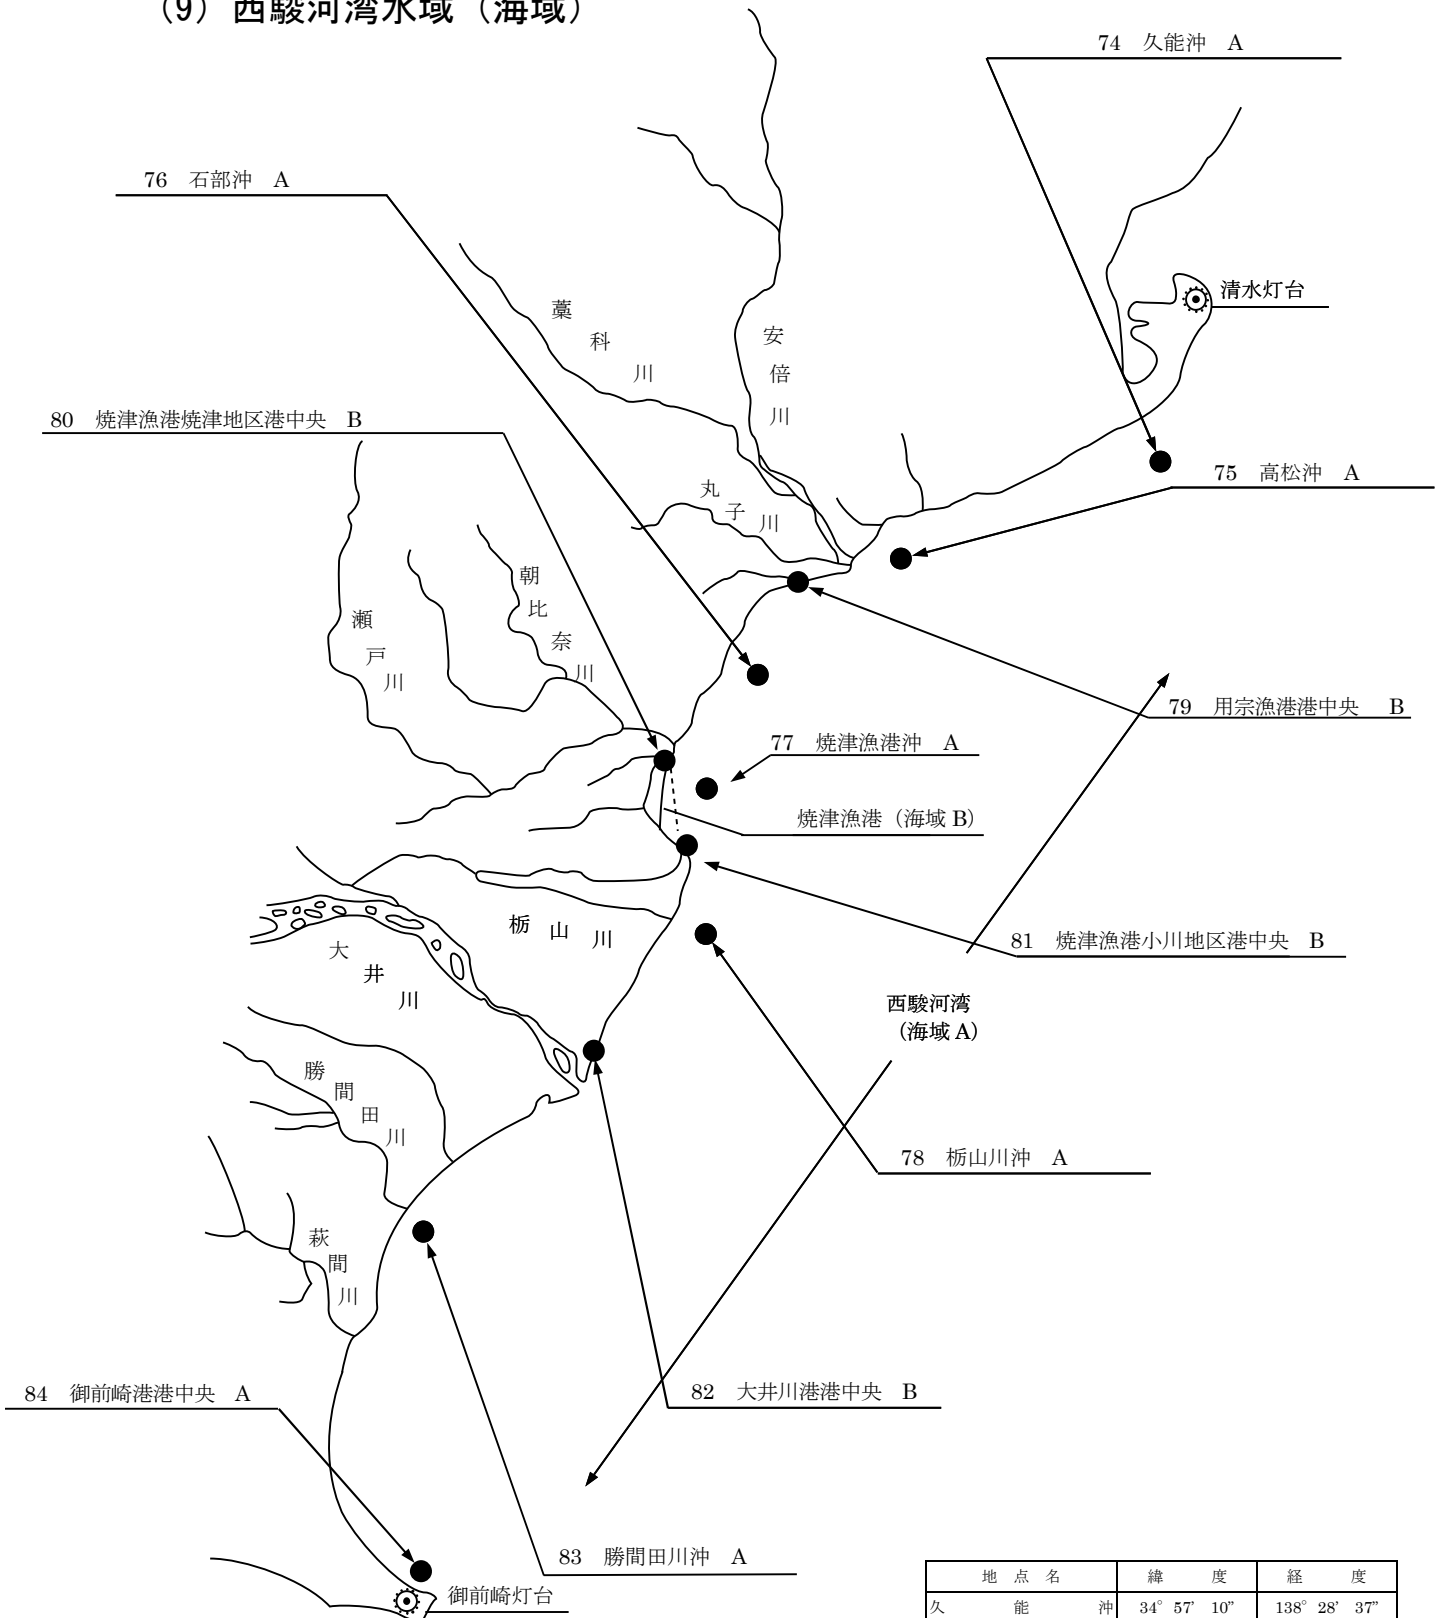 （9）西駿河湾水域（海域）
74　久能沖　A
76　石部沖　A
清水灯台
藁科川
安倍川
80　焼津漁港焼津地区港中央　B
75　高松沖　A
丸子川
朝比奈川
瀬戸川
79　用宗漁港港中央　B
77　焼津漁港沖　A
焼津漁港（海域 B）
栃山川
大井川
81　焼津漁港小川地区港中央　B
西駿河湾
（海域 A）
勝間田川
78　栃山川沖　A
萩間川
84　御前崎港港中央　A
82　大井川港港中央　B
83　勝間田川沖　A
御前崎灯台
地 点 名　緯 度　経 度
久 能 沖　34° 57’ 10”　138° 28’ 37”